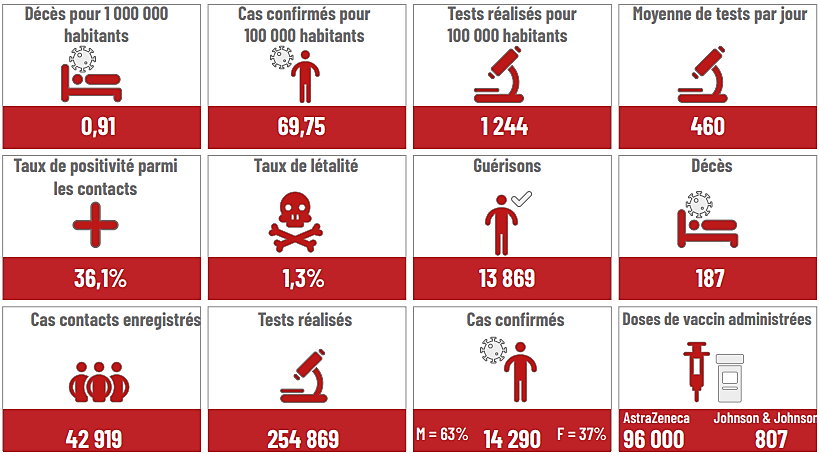 Décès pour 1 000 000
habitants
0,91
Cas confirmés pour
100 000 habitants
69,75
Tests réalisés pour
100 000 habitants
1 244
Moyenne de tests par jour
460
Taux de positivité parmi
les contacts
36,1%
Taux de létalité
1,3%
Guérisons
13 869
Décès
187
Cas contacts enregistrés
42 919
Tests réalisés
254 869
Cas confirmés
M = 63% 14 290 F = 37%
Doses de vaccin administrées
AstraZeneca Johnson & Johnson
96 000 807